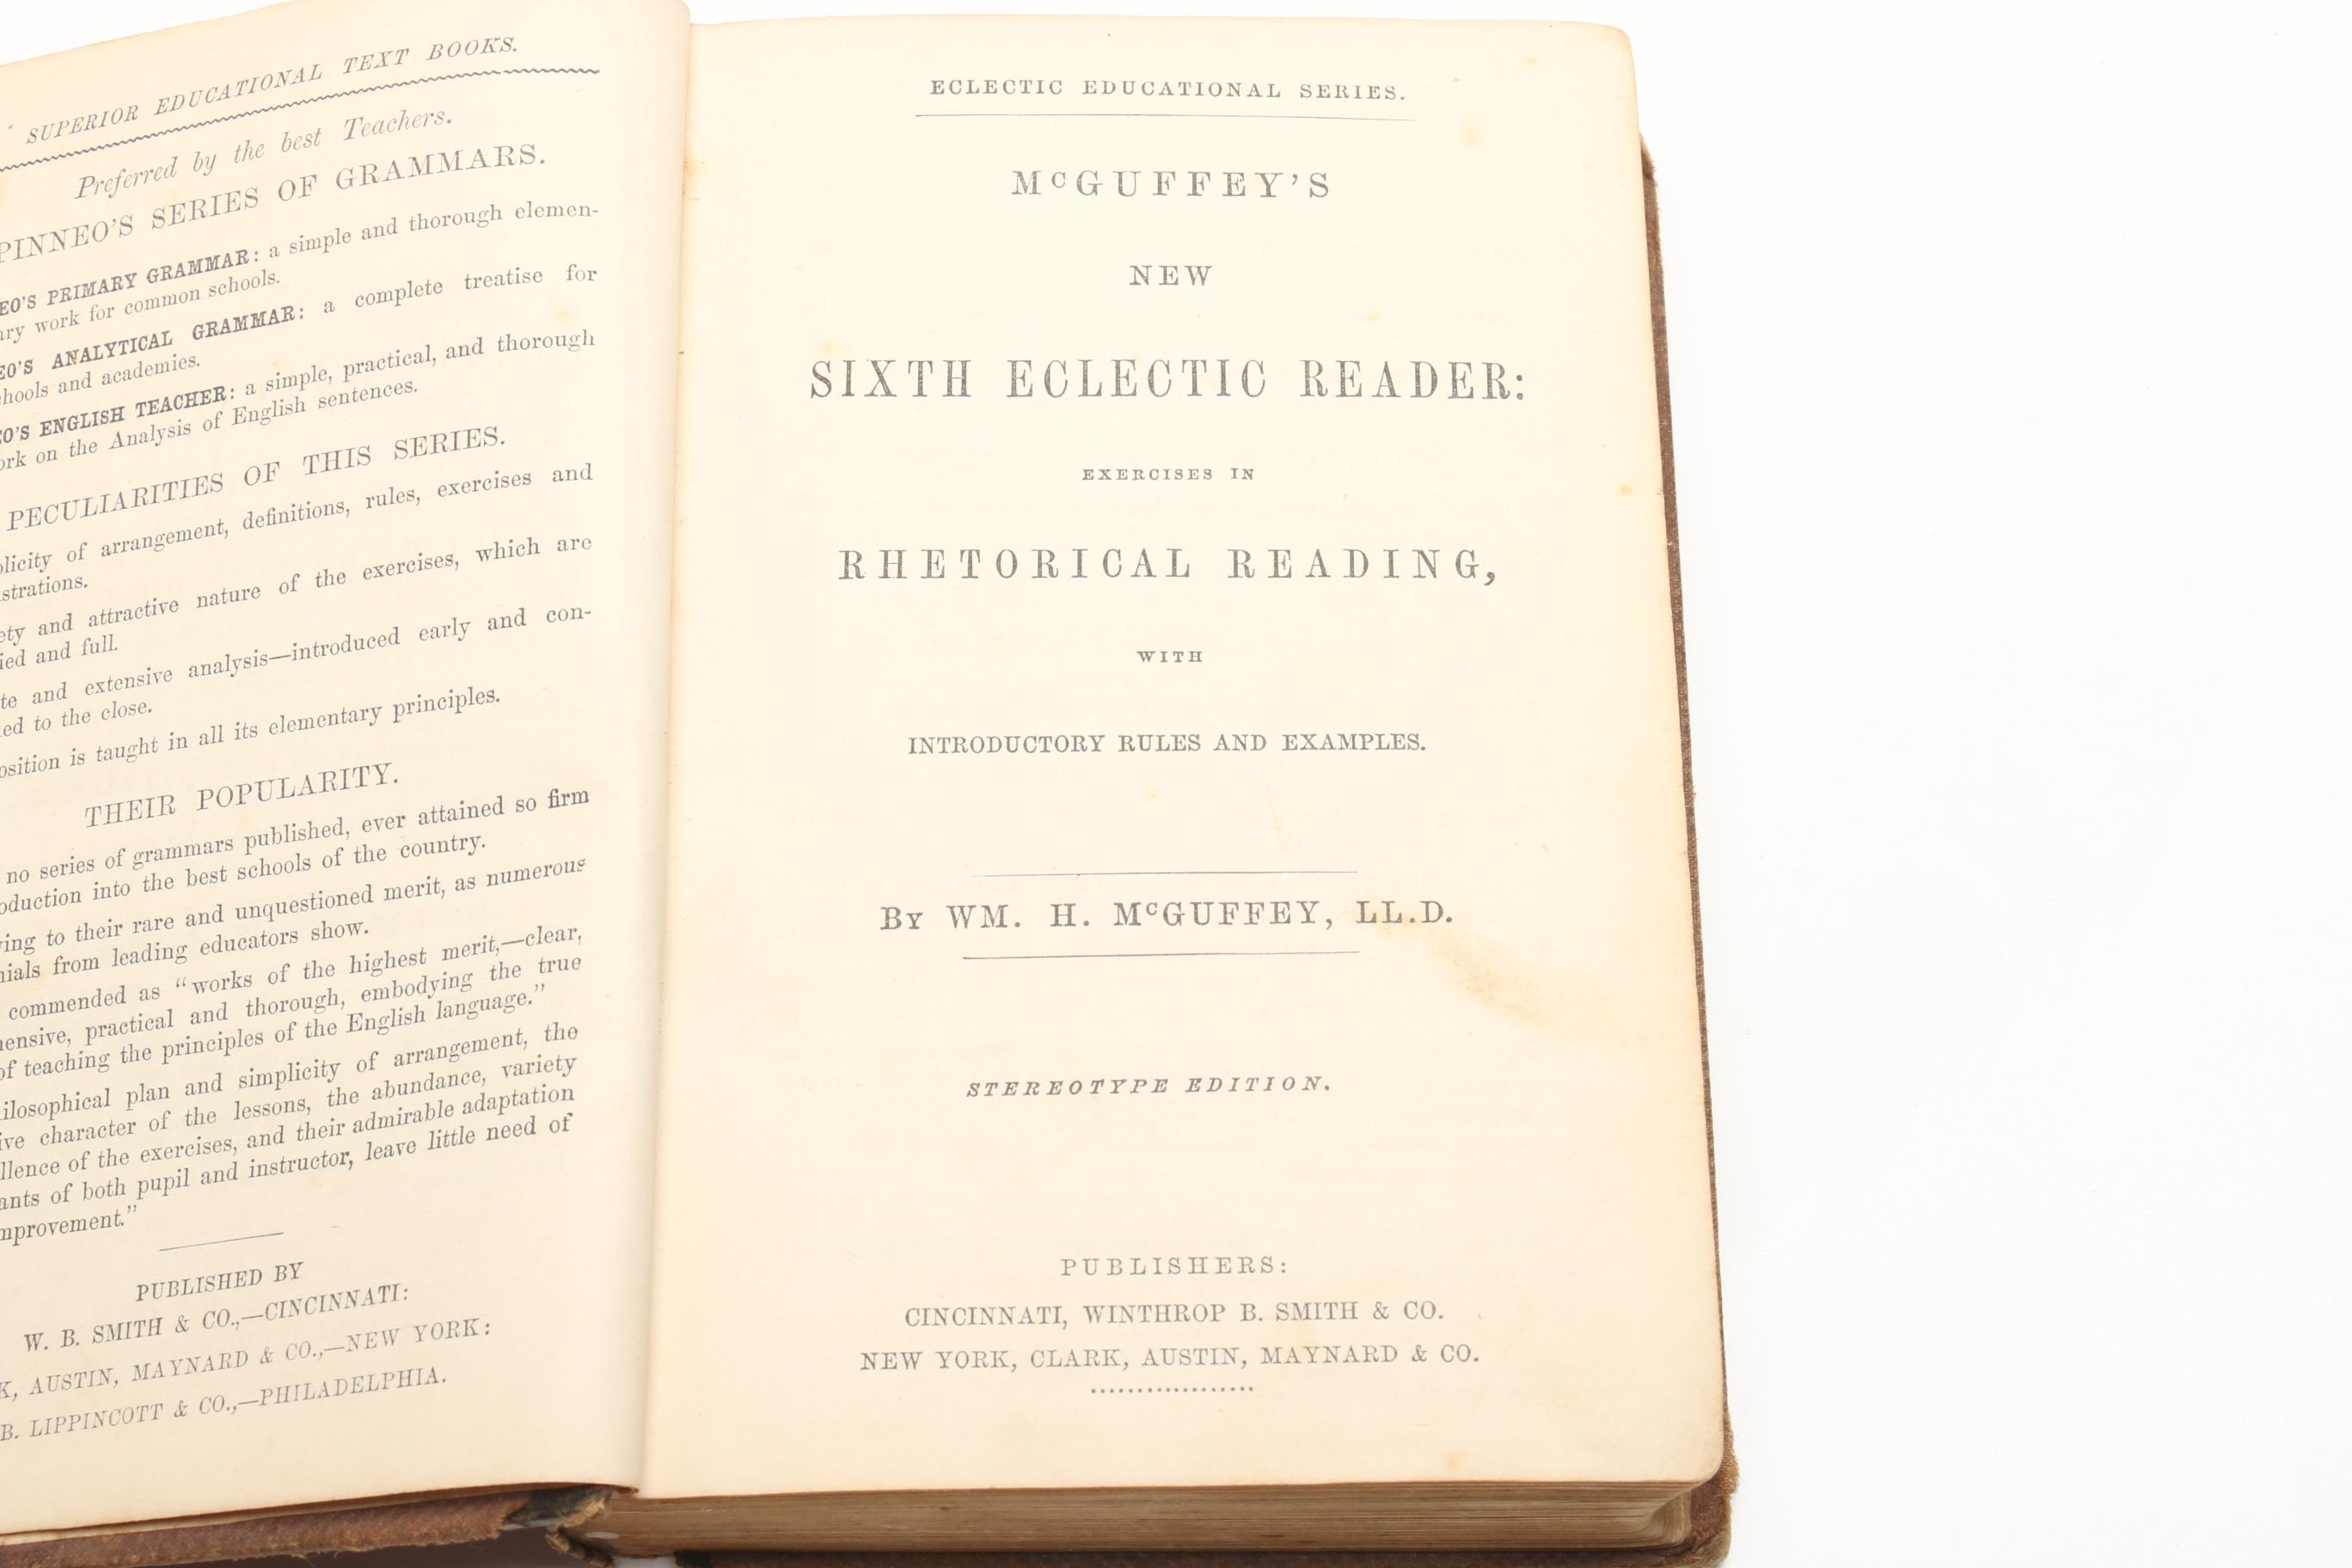 SUPERIOR EDUCATIONAL TEXT BOOKS.
Preferred by the best Teachers.
PINNEO'S SERIES OF GRAMMARS.
EO'S PRIMARY GRAMMAR: a simple and thorough elemen-
ary work for common schools.
EO'S ANALYTICAL GRAMMAR: a complete treatise for
chools and academies.
EO'S ENGLISH TEACHER: a simple, practical, and thorough
ork on the Analysis of English sentences.
PECULIARITIES OF THIS SERIES.
plicity of arrangement, definitions, rules, exercises and
strations.
ety and attractive nature of the exercises, which are
ied and full.
te and extensive analysis—introduced early and con-
ed to the close.
osition is taught in all its elementary principles.
THEIR POPULARITY.
no series of grammars published, ever attained so firm
oduction into the best schools of the country.
ing to their rare and unquestioned merit, as numerous
nials from leading educators show.
commended as "works of the highest merit,—clear,
ensive, practical and thorough, embodying the true
of teaching the principles of the English language."
ilosophical plan and simplicity of arrangement, the
ive character of the lessons, the abundance, variety
llence of the exercises, and their admirable adaptation
ants of both pupil and instructor, leave little need of
mprovement."
PUBLISHED BY
W. B. SMITH & CO.,—CINCINNATI:
K, AUSTIN, MAYNARD & CO.,—NEW YORK:
B. LIPPINCOTT & CO.,—PHILADELPHIA.
ECLECTIC EDUCATIONAL SERIES.
McGUFFEY'S
NEW
SIXTH ECLECTIC READER:
EXERCISES IN
RHETORICAL READING,
WITH
INTRODUCTORY RULES AND EXAMPLES.
By WM. H. McGUFFEY, LL.D.
STEREOTYPE EDITION.
PUBLISHERS:
CINCINNATI, WINTHROP B. SMITH & CO.
NEW YORK, CLARK, AUSTIN, MAYNARD & CO.